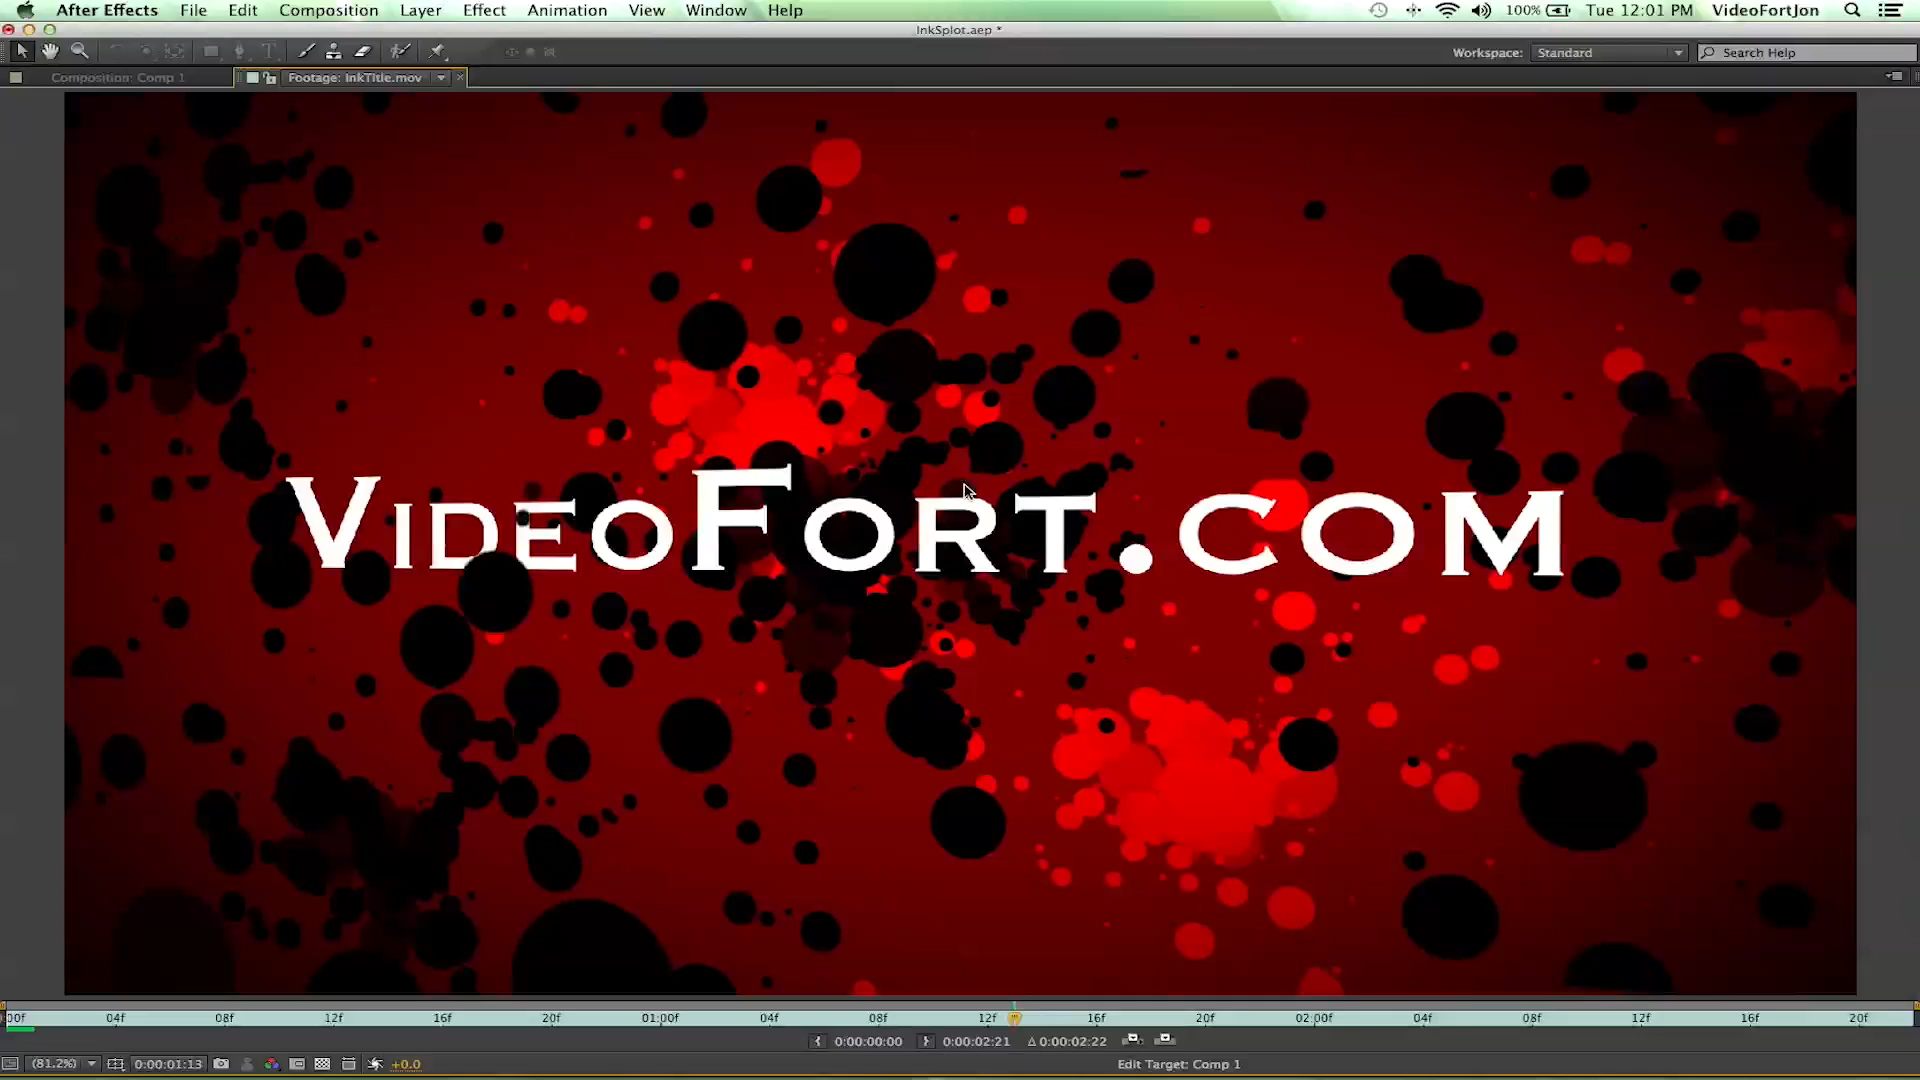 After Effects File Edit Composition Layer Effect Animation View Window Help 100% Tue 12:01 PM VideoFortJon
InkSplot.aep *
Workspace: Standard Search Help
Composition: Comp 1 Footage: InkTitle.mov
VideoFort.com
00f 04f 08f 12f 16f 20f 01:00f 04f 08f 12f 16f 20f 02:00f 04f 08f 12f 16f 20f
0:00:00:00 0:00:02:21 Δ 0:00:02:22
(81.2%) 0:00:01:13 +0.0 Edit Target: Comp 1